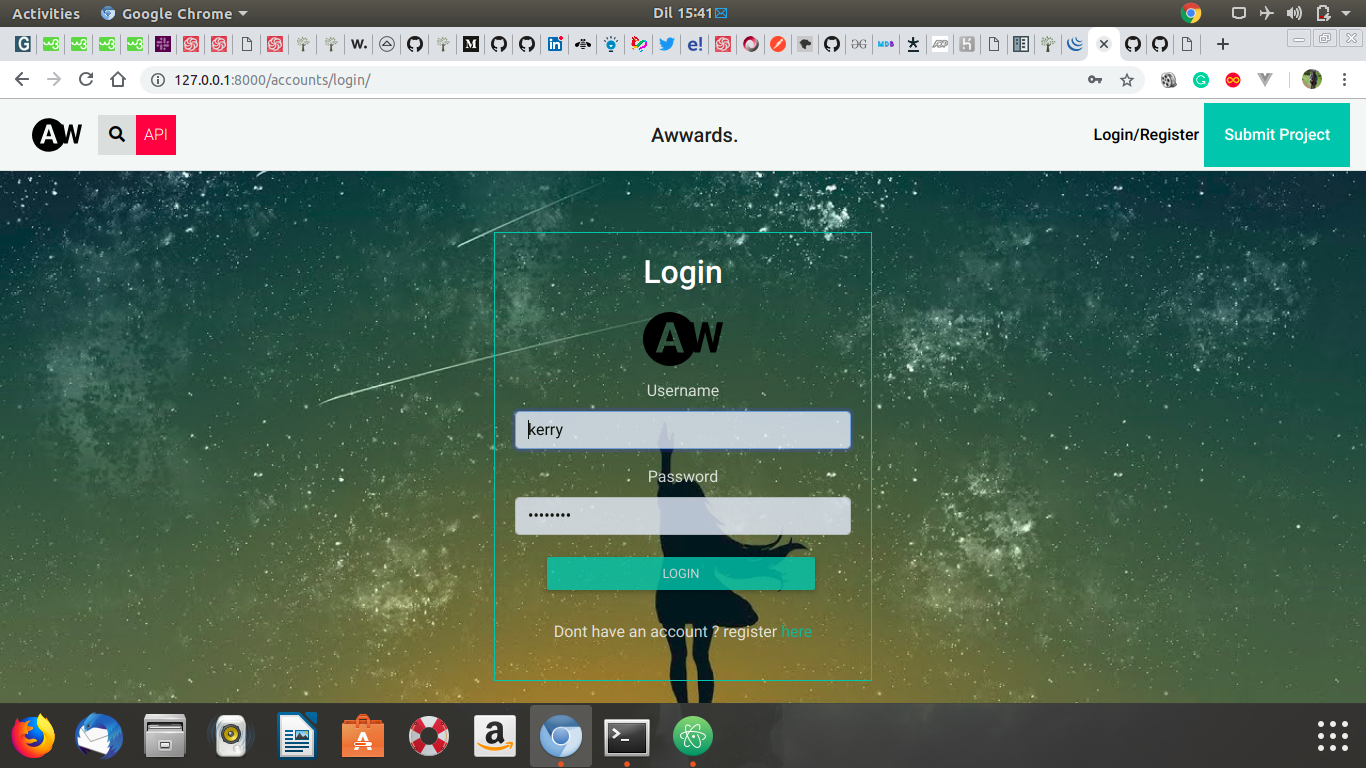 Activities
Google Chrome
Dil 15:41
127.0.0.1:8000/accounts/login/
AW
API
Awwards.
Login/Register
Submit Project
Login
AW
Username
kerry
Password
••••••••
LOGIN
Dont have an account ? register here